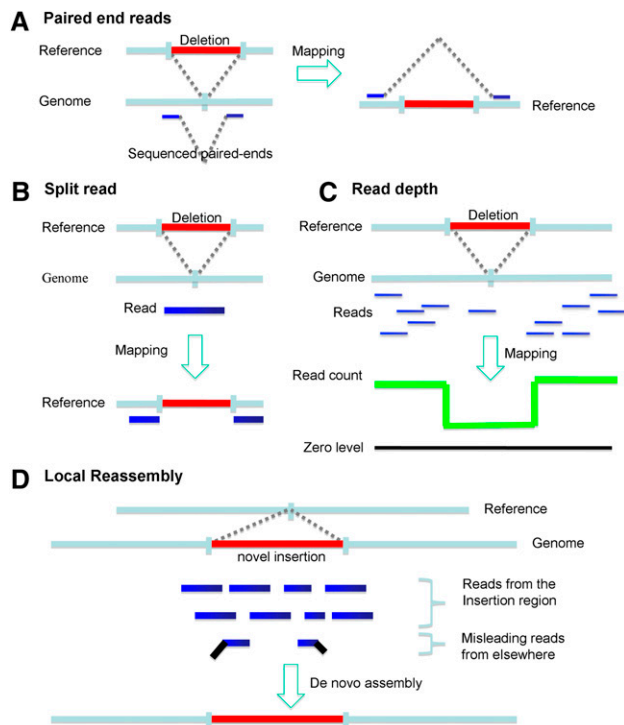 A Paired end reads
Deletion
Reference
Mapping
Genome
Reference
Sequenced paired-ends
B Split read
Deletion
Reference
Genome
Read
Mapping
Reference
C Read depth
Deletion
Reference
Genome
Reads
Mapping
Read count
Zero level
D Local Reassembly
Reference
Genome
novel insertion
Reads from the
Insertion region
Misleading reads
from elsewhere
De novo assembly